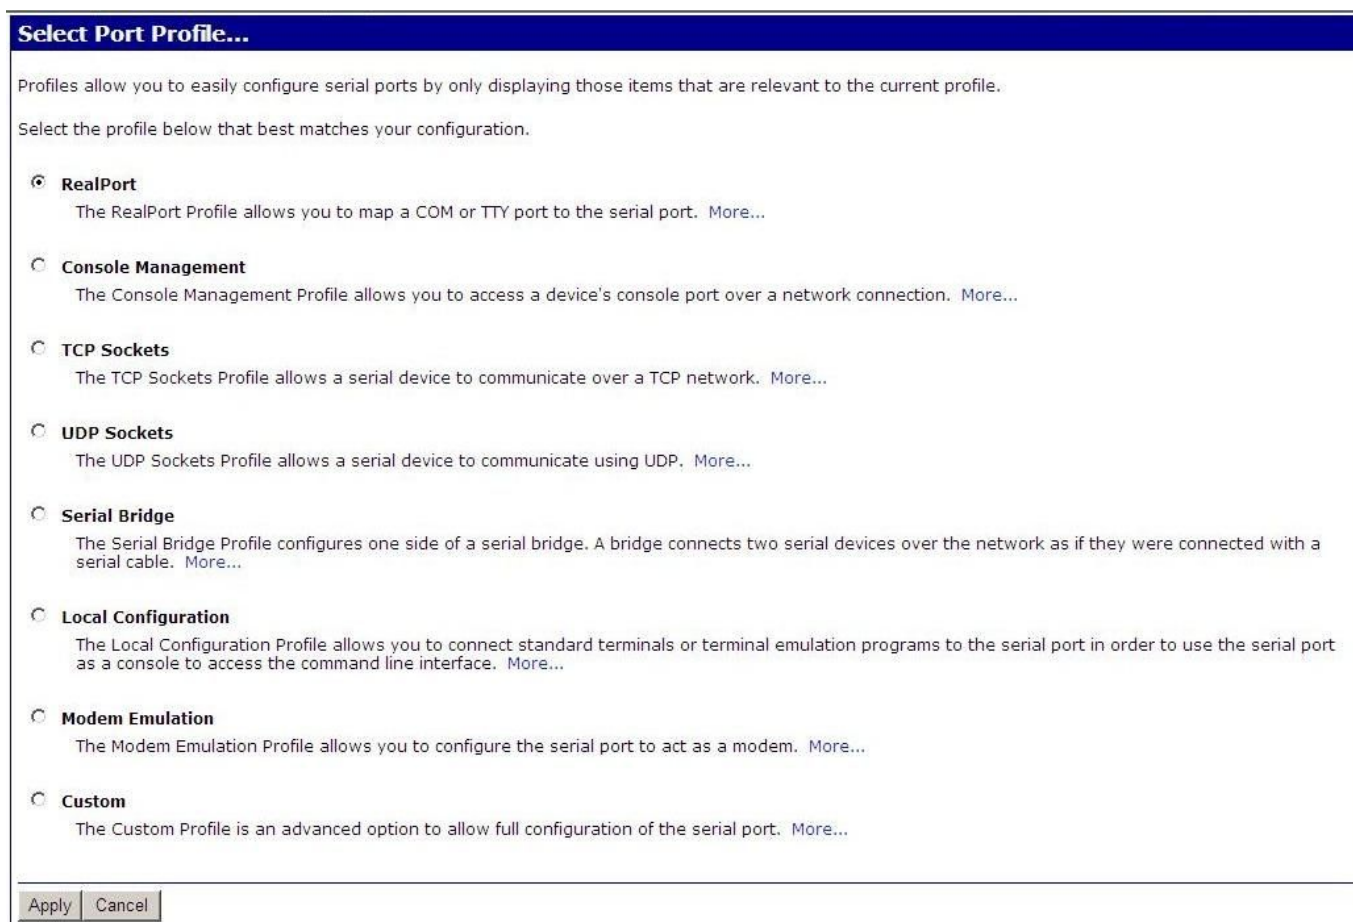 Select Port Profile...
Profiles allow you to easily configure serial ports by only displaying those items that are relevant to the current profile.
Select the profile below that best matches your configuration.
RealPort
The RealPort Profile allows you to map a COM or TTY port to the serial port. More...
Console Management
The Console Management Profile allows you to access a device's console port over a network connection. More...
TCP Sockets
The TCP Sockets Profile allows a serial device to communicate over a TCP network. More...
UDP Sockets
The UDP Sockets Profile allows a serial device to communicate using UDP. More...
Serial Bridge
The Serial Bridge Profile configures one side of a serial bridge. A bridge connects two serial devices over the network as if they were connected with a
serial cable. More...
Local Configuration
The Local Configuration Profile allows you to connect standard terminals or terminal emulation programs to the serial port in order to use the serial port
as a console to access the command line interface. More...
Modem Emulation
The Modem Emulation Profile allows you to configure the serial port to act as a modem. More...
Custom
The Custom Profile is an advanced option to allow full configuration of the serial port. More...
Apply Cancel